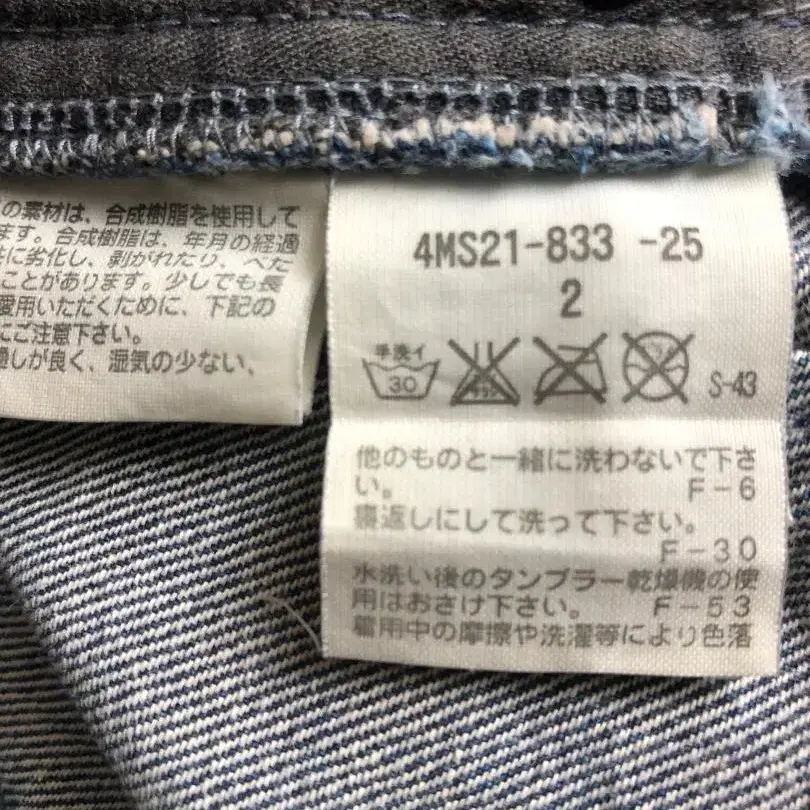 の素材は、合成樹脂を使用して
ます。合成樹脂は、年月の経過
共に劣化し、剥がれたり、べた
ことがあります。少しでも長
愛用いただくために、下記の
にご注意下さい。
通しが良く、湿気の少ない、
4MS21-833 -25
2
手洗イ
30
S-43
他のものと一緒に洗わないで下さ
い。 F-6
裏返しにして洗って下さい。
F-30
水洗い後のタンブラー乾燥機の使
用はおさけ下さい。 F-53
着用中の摩擦や洗濯等により色落